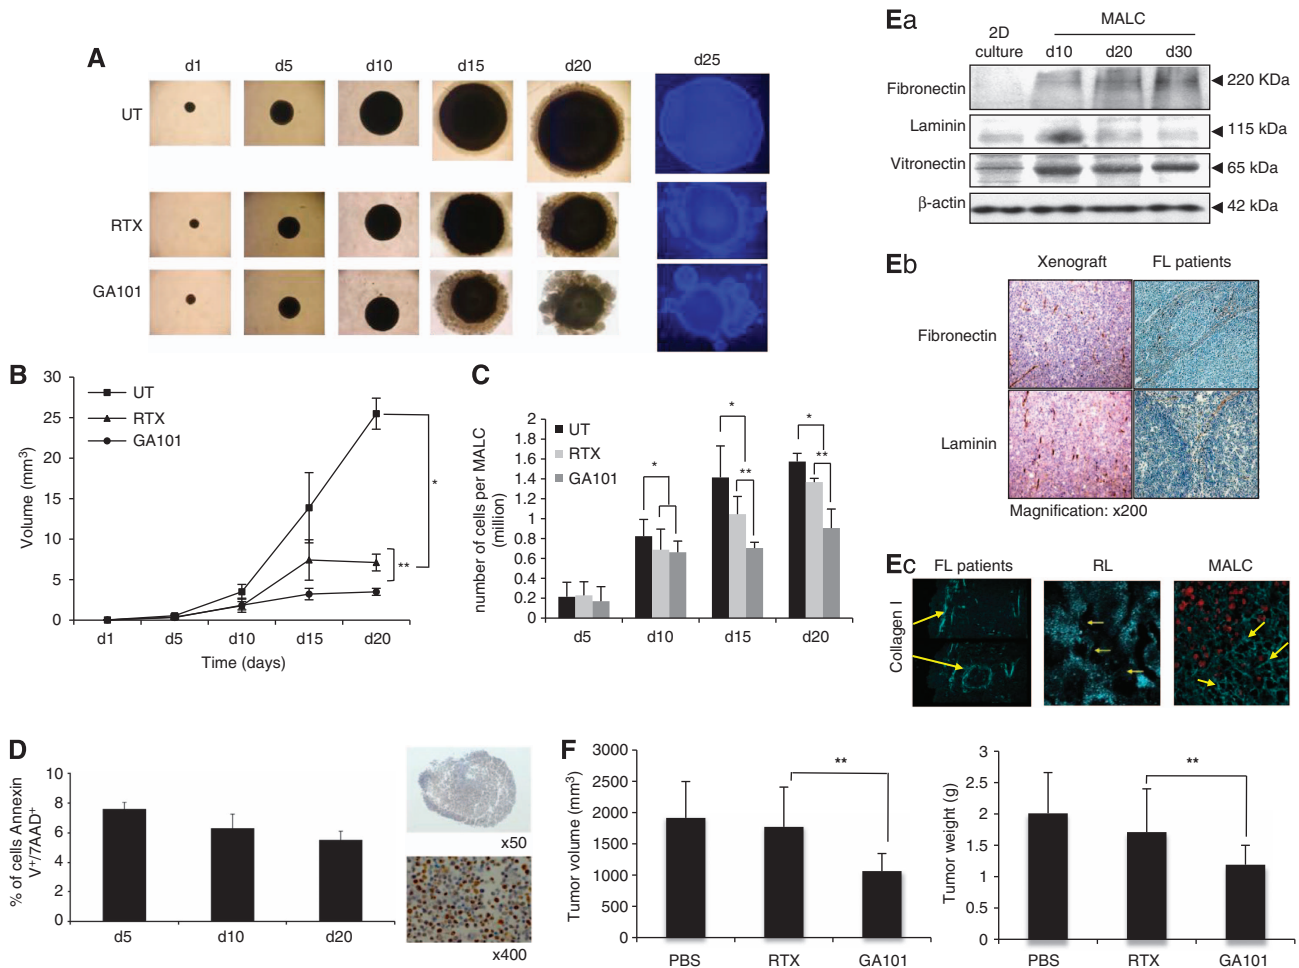 A
d1 d5 d10 d15 d20 d25
UT
RTX
GA101
B
Volume (mm3)
30
25
20
15
10
5
0
UT
RTX
GA101
*
**
d1 d5 d10 d15 d20
Time (days)
C
number of cells per MALC
(million)
2
1.8
1.6
1.4
1.2
1
0.8
0.6
0.4
0.2
0
UT
RTX
GA101
*
*
**
*
**
d5 d10 d15 d20
D
% of cells Annexin
V+/7AAD+
10
8
6
4
2
0
d5 d10 d20
x50
x400
Ea
2D
culture
MALC
d10 d20 d30
Fibronectin 220 KDa
Laminin 115 kDa
Vitronectin 65 kDa
β-actin 42 kDa
Eb
Xenograft FL patients
Fibronectin
Laminin
Magnification: x200
Ec
FL patients RL MALC
Collagen I
F
Tumor volume (mm3)
3000
2500
2000
1500
1000
500
0
**
PBS RTX GA101
Tumor weight (g)
3
2.5
2
1.5
1
0.5
0
**
PBS RTX GA101